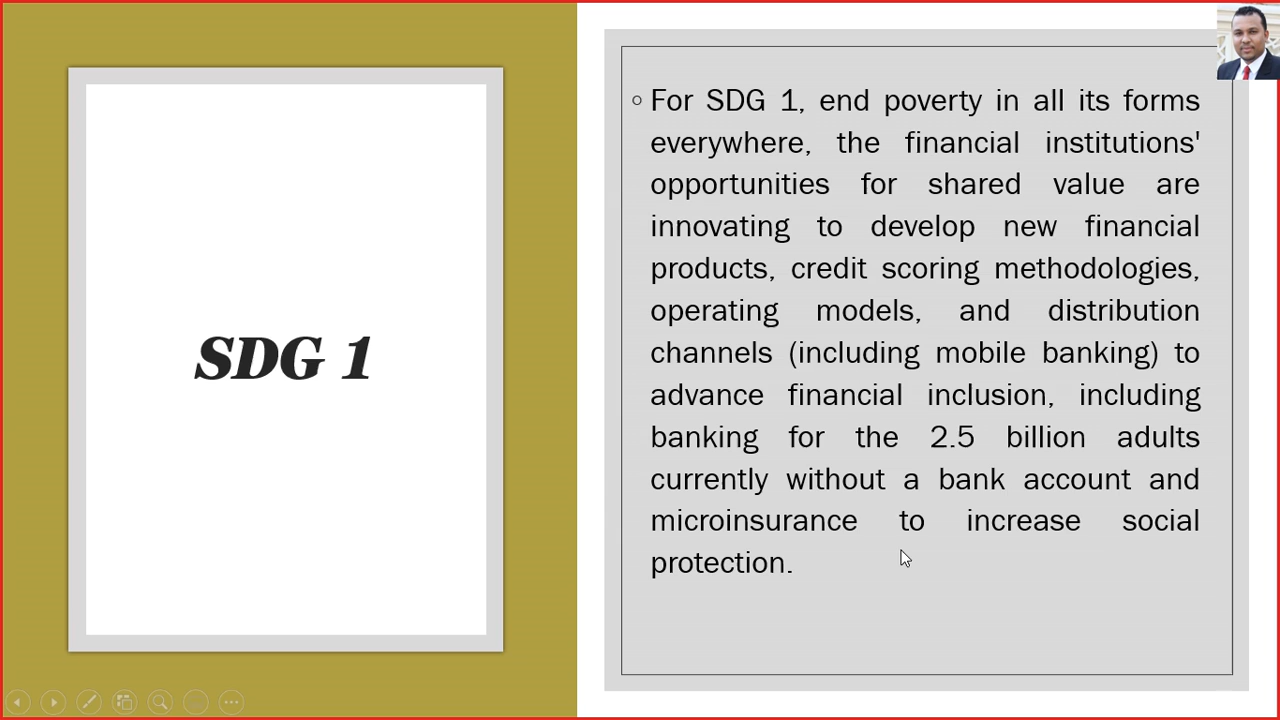 SDG 1
For SDG 1, end poverty in all its forms
everywhere, the financial institutions'
opportunities for shared value are
innovating to develop new financial
products, credit scoring methodologies,
operating models, and distribution
channels (including mobile banking) to
advance financial inclusion, including
banking for the 2.5 billion adults
currently without a bank account and
microinsurance to increase social
protection.